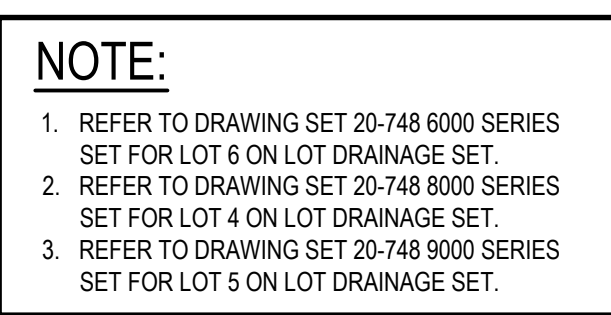 NOTE:
1. REFER TO DRAWING SET 20-748 6000 SERIES
SET FOR LOT 6 ON LOT DRAINAGE SET.
2. REFER TO DRAWING SET 20-748 8000 SERIES
SET FOR LOT 4 ON LOT DRAINAGE SET.
3. REFER TO DRAWING SET 20-748 9000 SERIES
SET FOR LOT 5 ON LOT DRAINAGE SET.